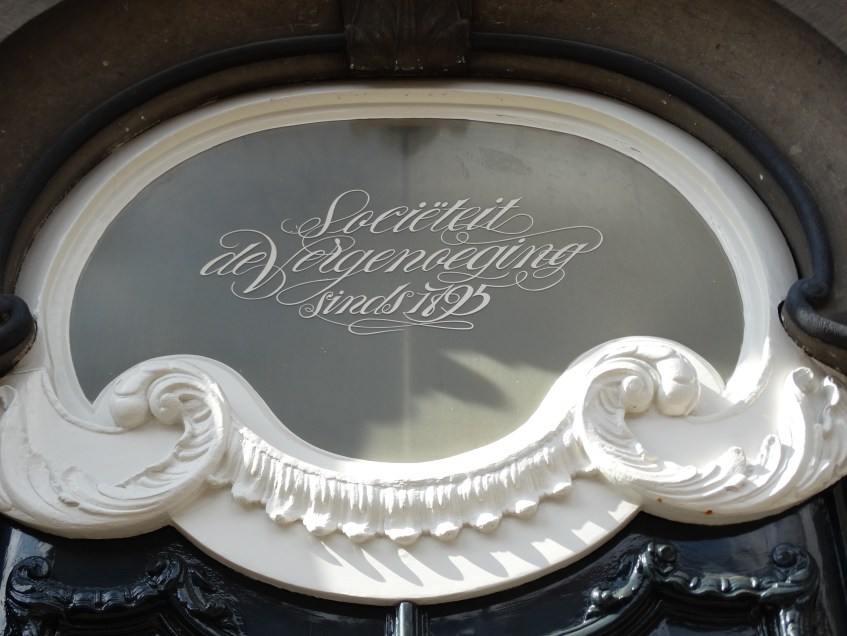 Sociëteit
de Vergenoeging
sinds 1895